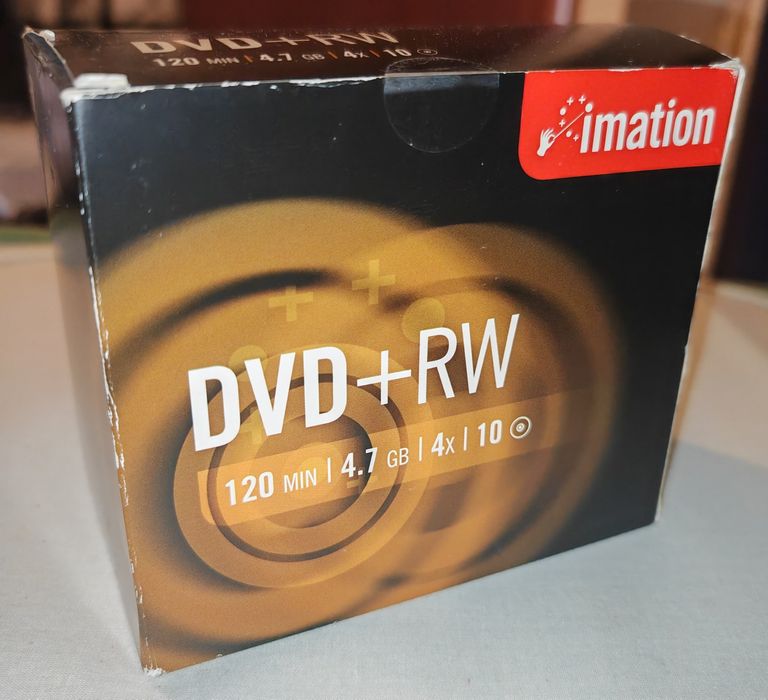 DVD+RW
120 MIN | 4.7 GB | 4x | 10
imation
DVD+RW
120 MIN | 4.7 GB | 4x | 10